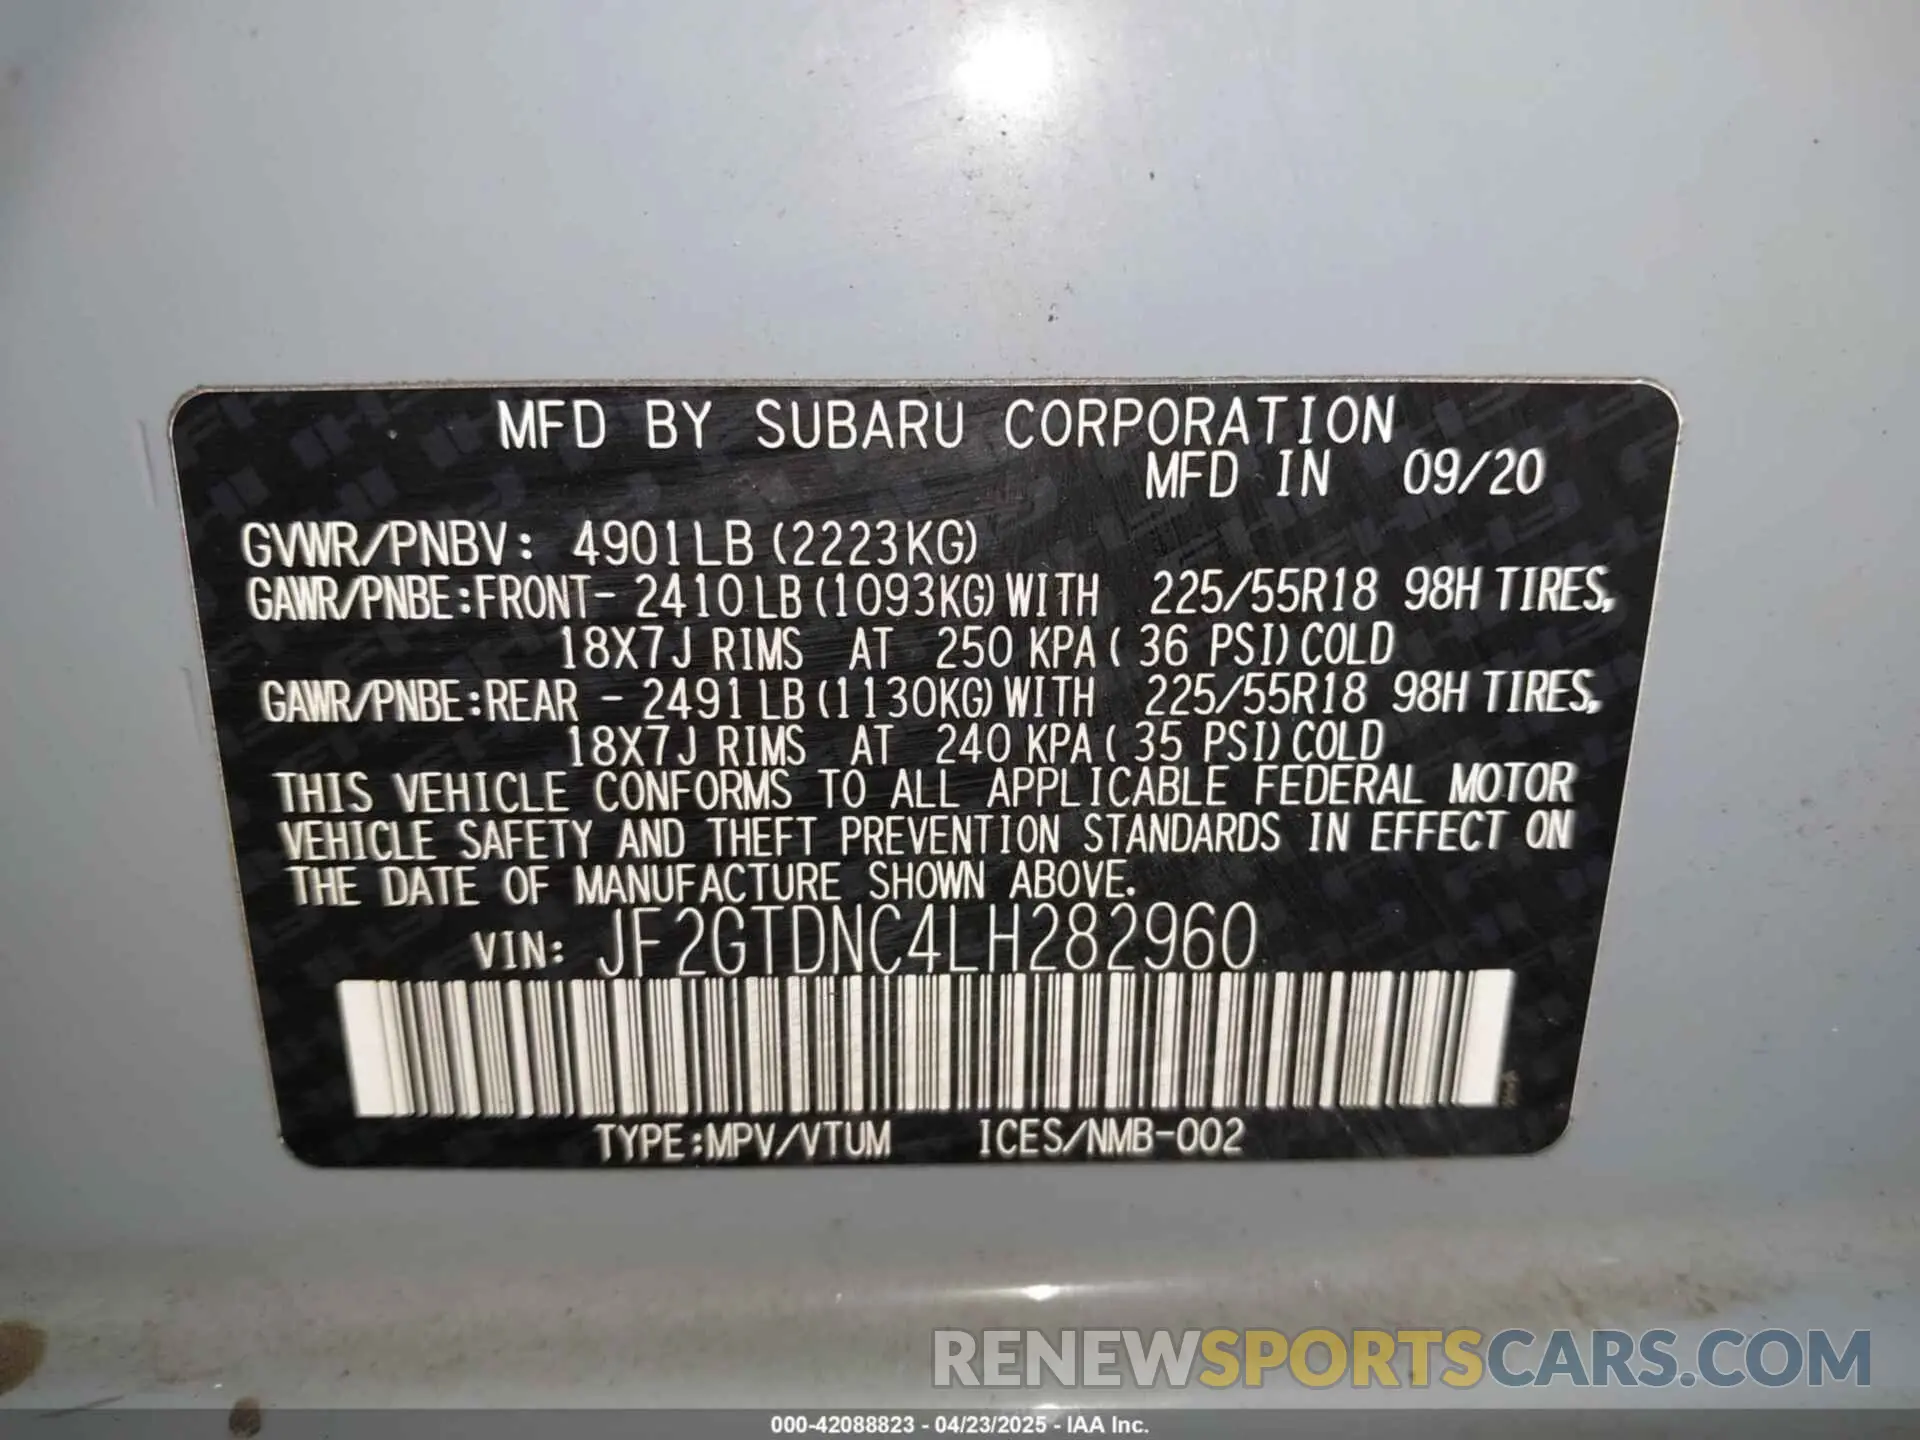 MFD BY SUBARU CORPORATION
MFD IN 09/20
GVWR/PNBV: 4901LB (2223KG)
GAWR/PNBE:FRONT- 2410LB (1093KG) WITH 225/55R18 98H TIRES,
18X7J RIMS AT 250 KPA ( 36 PSI) COLD
GAWR/PNBE:REAR - 2491LB (1130KG) WITH 225/55R18 98H TIRES,
18X7J RIMS AT 240 KPA ( 35 PSI) COLD
THIS VEHICLE CONFORMS TO ALL APPLICABLE FEDERAL MOTOR
VEHICLE SAFETY AND THEFT PREVENTION STANDARDS IN EFFECT ON
THE DATE OF MANUFACTURE SHOWN ABOVE.
VIN: JF2GTDNC4LH282960
TYPE:MPV/VTUM ICES/NMB-002
RENEWSPORTSCARS.COM
000-42088823 - 04/23/2025 - IAA Inc.